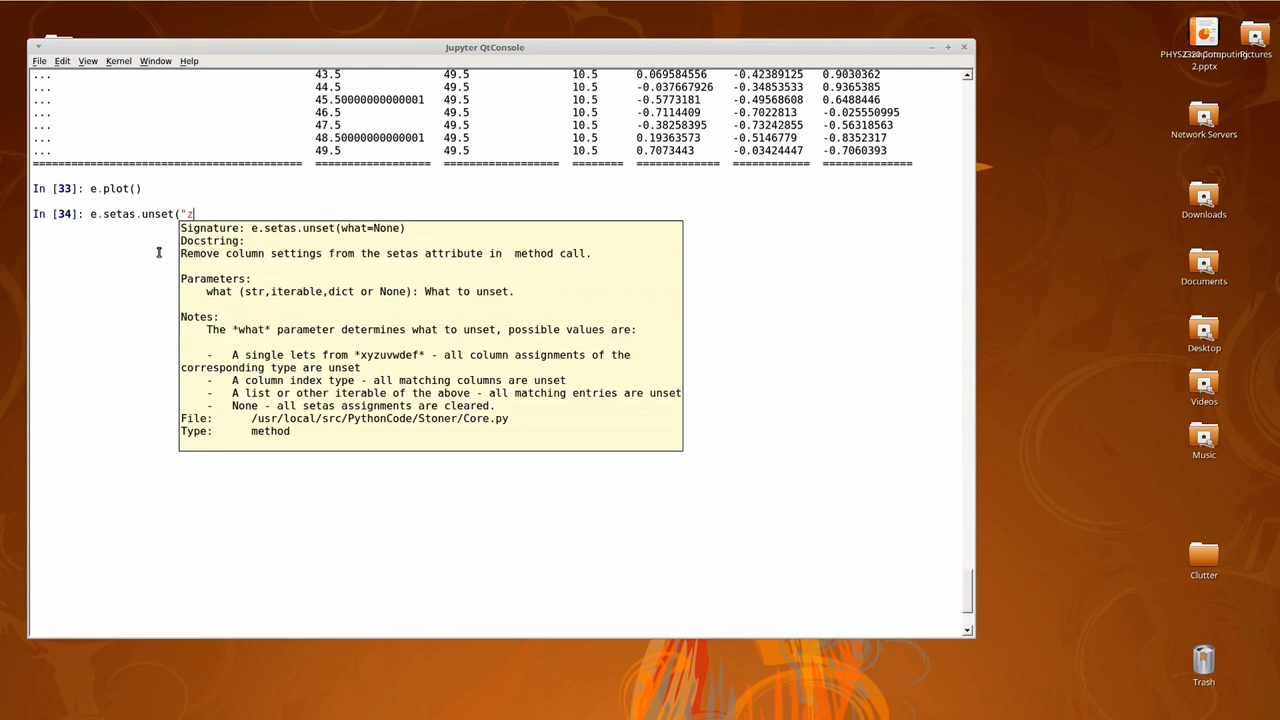 Jupyter QtConsole
File Edit View Kernel Window Help
... 43.5 49.5 10.5 0.069584556 -0.42389125 0.9030362
... 44.5 49.5 10.5 -0.037667926 -0.34853533 0.9365385
... 45.50000000000001 49.5 10.5 -0.5773181 -0.49568608 0.6488446
... 46.5 49.5 10.5 -0.7114409 -0.7022813 -0.025550995
... 47.5 49.5 10.5 -0.38258395 -0.73242855 -0.56318563
... 48.50000000000001 49.5 10.5 0.19363573 -0.5146779 -0.8352317
... 49.5 49.5 10.5 0.7073443 -0.03424447 -0.7060393
========================================= ================== ================== ======== ============= ============ ==============
In [33]: e.plot()
In [34]: e.setas.unset("z
Signature: e.setas.unset(what=None)
Docstring:
Remove column settings from the setas attribute in  method call.
Parameters:
what (str,iterable,dict or None): What to unset.
Notes:
The *what* parameter determines what to unset, possible values are:
- A single lets from *xyzuvwdef* - all column assignments of the
corresponding type are unset
- A column index type - all matching columns are unset
- A list or other iterable of the above - all matching entries are unset
- None - all setas assignments are cleared.
File: /usr/local/src/PythonCode/Stoner/Core.py
Type: method
2.pptx
Pictures
Network Servers
Downloads
Documents
Desktop
Videos
Music
Clutter
Trash